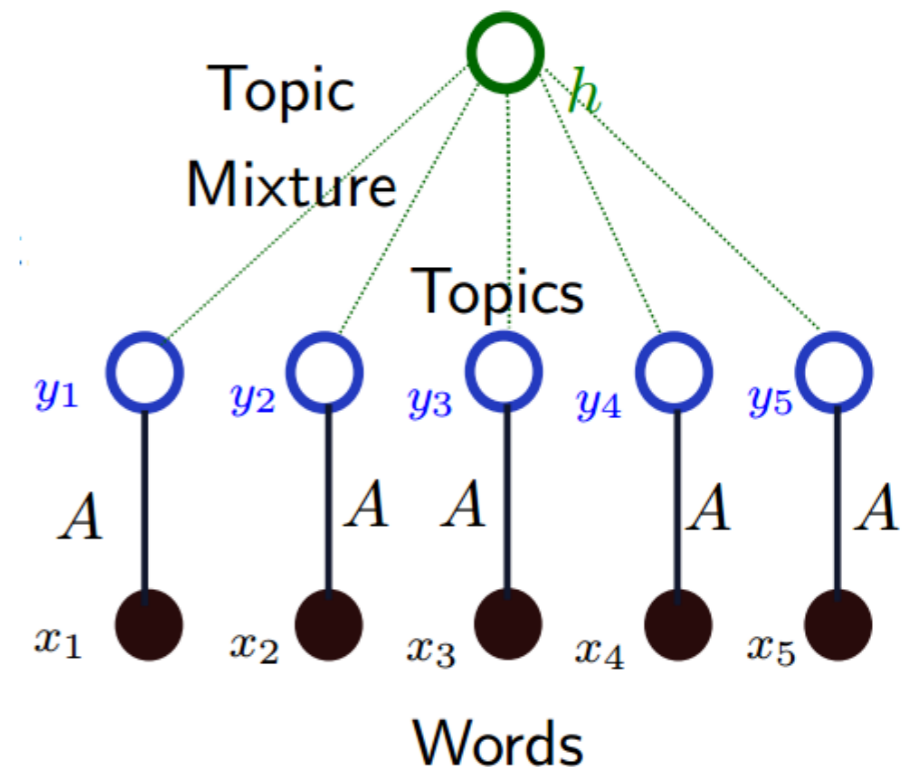 Topic
h
Mixture
Topics
y₁ y₂ y₃ y₄ y₅
A A A A A
x₁ x₂ x₃ x₄ x₅
Words